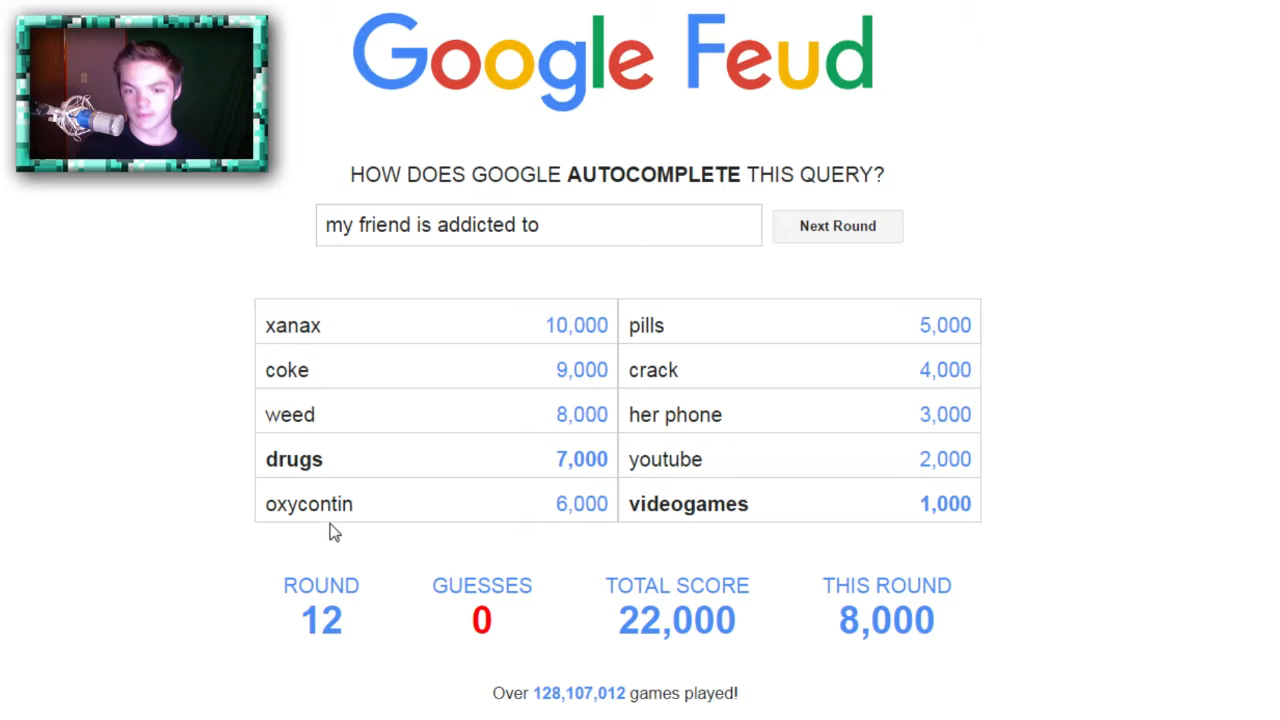 Google Feud
HOW DOES GOOGLE AUTOCOMPLETE THIS QUERY?
my friend is addicted to
Next Round
xanax 10,000 pills 5,000
coke 9,000 crack 4,000
weed 8,000 her phone 3,000
drugs 7,000 youtube 2,000
oxycontin 6,000 videogames 1,000
ROUND GUESSES TOTAL SCORE THIS ROUND
12 0 22,000 8,000
Over 128,107,012 games played!